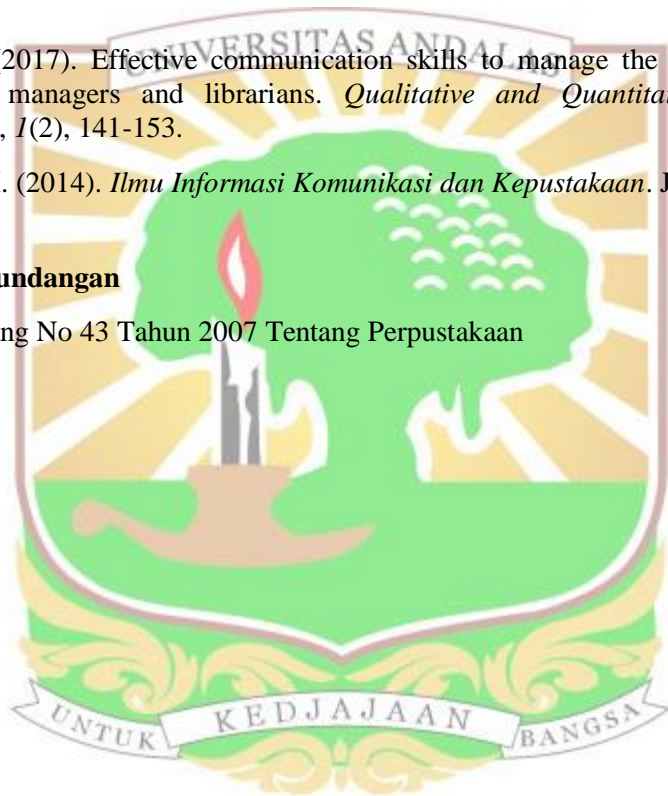 UNIVERSITAS ANDALAS
(2017). Effective communication skills to manage the
managers and librarians. Qualitative and Quantita
, 1(2), 141-153.
. (2014). Ilmu Informasi Komunikasi dan Kepustakaan. J
undangan
ng No 43 Tahun 2007 Tentang Perpustakaan
UNTUK KEDJAJAAN BANGSA